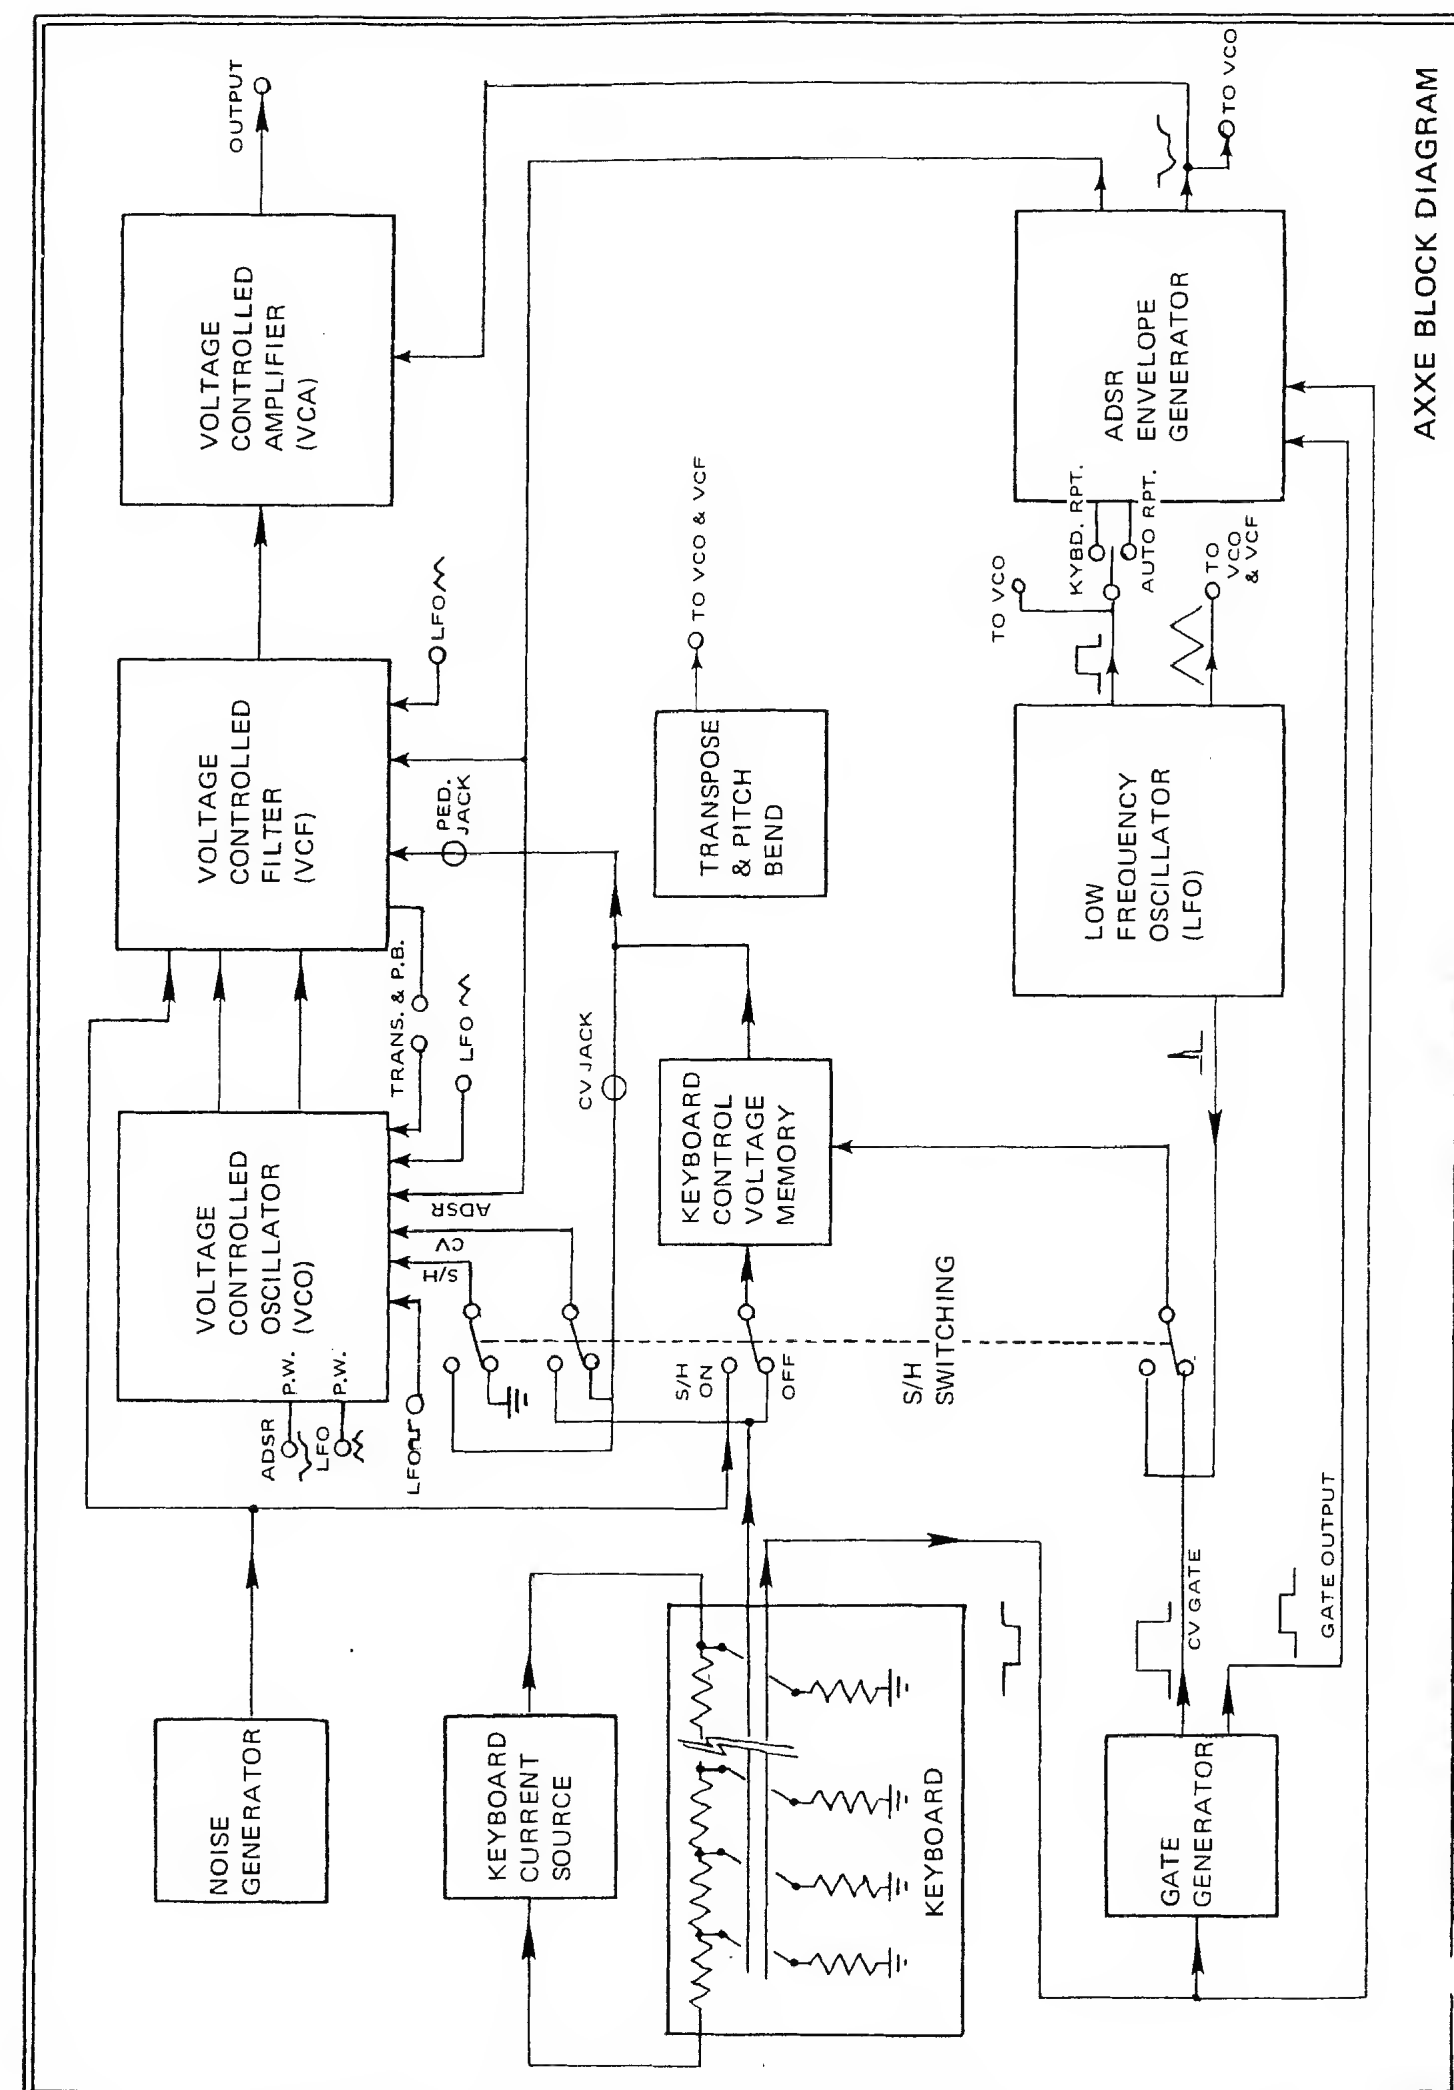 NOISE
GENERATOR
ADSR
P.W.
LFO
P.W.
VOLTAGE
CONTROLLED
OSCILLATOR
(VCO)
LFO
S/H
CV
ADSR
LFO
TRANS. & P.B.
VOLTAGE
CONTROLLED
FILTER
(VCF)
PED.
JACK
LFO
VOLTAGE
CONTROLLED
AMPLIFIER
(VCA)
OUTPUT
KEYBOARD
CURRENT
SOURCE
CV JACK
S/H
ON
OFF
KEYBOARD
CONTROL
VOLTAGE
MEMORY
TRANSPOSE
& PITCH
BEND
TO VCO & VCF
KEYBOARD
S/H
SWITCHING
GATE
GENERATOR
CV GATE
GATE OUTPUT
LOW
FREQUENCY
OSCILLATOR
(LFO)
TO VCO
KYBD. RPT.
AUTO RPT.
TO
VCO
& VCF
ADSR
ENVELOPE
GENERATOR
TO VCO
AXXE BLOCK DIAGRAM